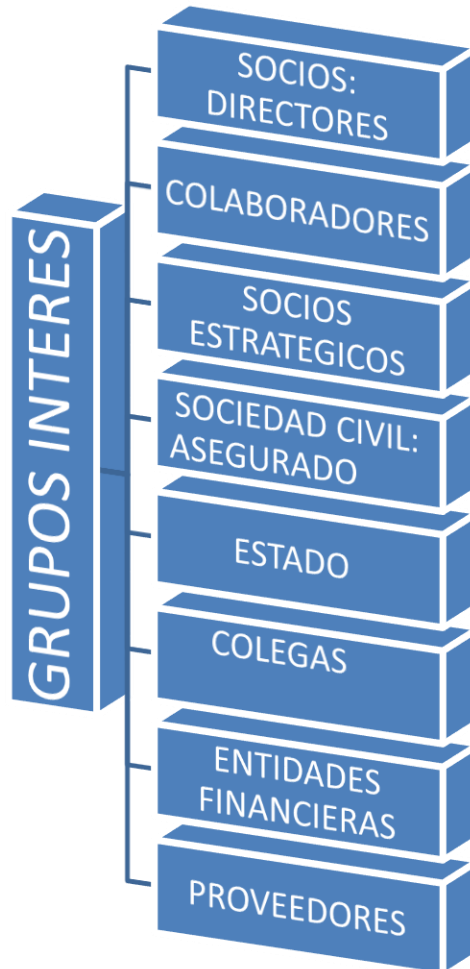 GRUPOS INTERES
SOCIOS:
DIRECTORES
COLABORADORES
SOCIOS
ESTRATEGICOS
SOCIEDAD CIVIL:
ASEGURADO
ESTADO
COLEGAS
ENTIDADES
FINANCIERAS
PROVEEDORES